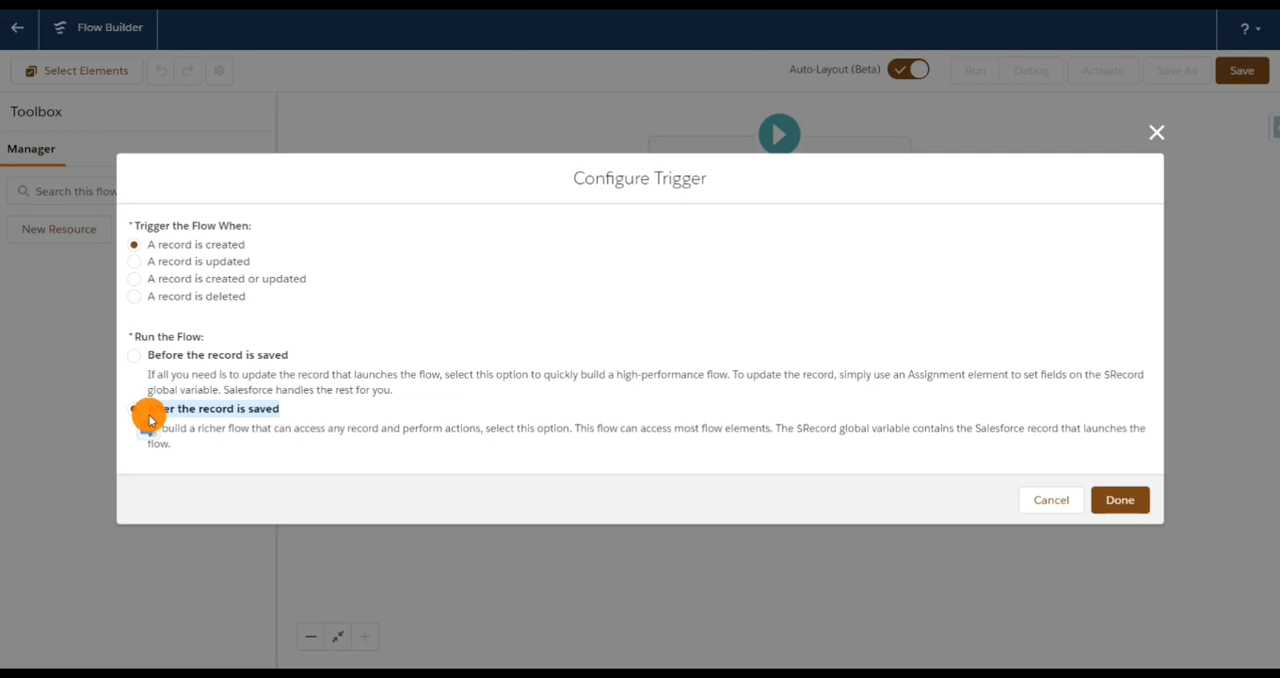 Flow Builder
?
Select Elements
Auto-Layout (Beta)
Run
Debug
Activate
Save As
Save
Toolbox
Manager
Search this flow
New Resource
Configure Trigger
*Trigger the Flow When:
A record is created
A record is updated
A record is created or updated
A record is deleted
*Run the Flow:
Before the record is saved
If all you need is to update the record that launches the flow, select this option to quickly build a high-performance flow. To update the record, simply use an Assignment element to set fields on the $Record
global variable. Salesforce handles the rest for you.
the record is saved
build a richer flow that can access any record and perform actions, select this option. This flow can access most flow elements. The $Record global variable contains the Salesforce record that launches the
flow.
Cancel
Done